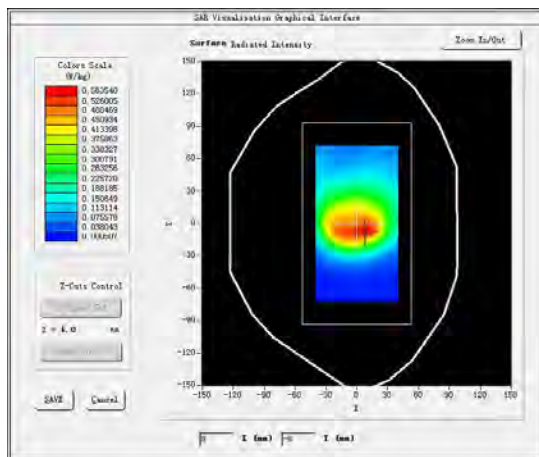 SAR Visualisation Graphical Interface
Surface Radiated Intensity
Zoom In/Out
Colors Scale
(W/kg)
0.563540
0.526005
0.450934
0.413398
0.375863
0.338327
0.300791
0.263256
0.225720
0.188185
0.150649
0.113114
0.075579
0.038043
0.000507
Z-Cuts Control
Z =
mm
SAVE
Cancel
150
120
90
60
30
0
-30
-60
-90
-120
-150
-150 -120 -90 -60 -30 0 30 60 90 120 150
X
X (mm)
Y (mm)